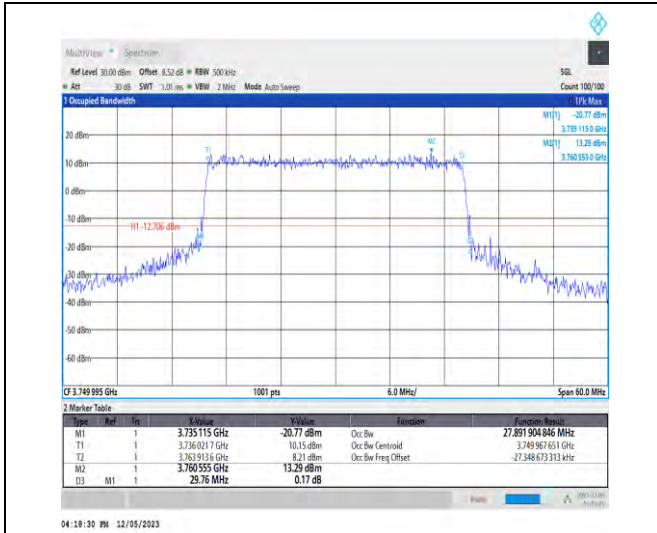 MultiView Spectrum
Ref Level 30.00 dBm Offset 8.52 dB RBW 500 kHz SGL
Att 30 dB SWT 1.01 ms VBW 2 MHz Mode Auto Sweep Count 100/100
1 Occupied Bandwidth 1Pk Max
M1[1] -20.77 dBm
3.735 115 0 GHz
M2[1] 13.29 dBm
3.760 555 0 GHz
20 dBm
10 dBm
0 dBm
-10 dBm
-20 dBm
-30 dBm
-40 dBm
-50 dBm
-60 dBm
H1 -12.706 dBm
T1
M2
T2
CF 3.749 995 GHz 1001 pts 6.0 MHz/ Span 60.0 MHz
2 Marker Table
Type Ref Trc X-Value Y-Value Function Function Result
M1 1 3.735 115 GHz -20.77 dBm Occ Bw 27.891 904 846 MHz
T1 1 3.736 021 7 GHz 10.15 dBm Occ Bw Centroid 3.749 967 651 GHz
T2 1 3.763 913 6 GHz 8.21 dBm Occ Bw Freq Offset -27.348 673 313 kHz
M2 1 3.760 555 GHz 13.29 dBm
D3 M1 1 29.76 MHz 0.17 dB
04:18:30 PM 12/05/2023